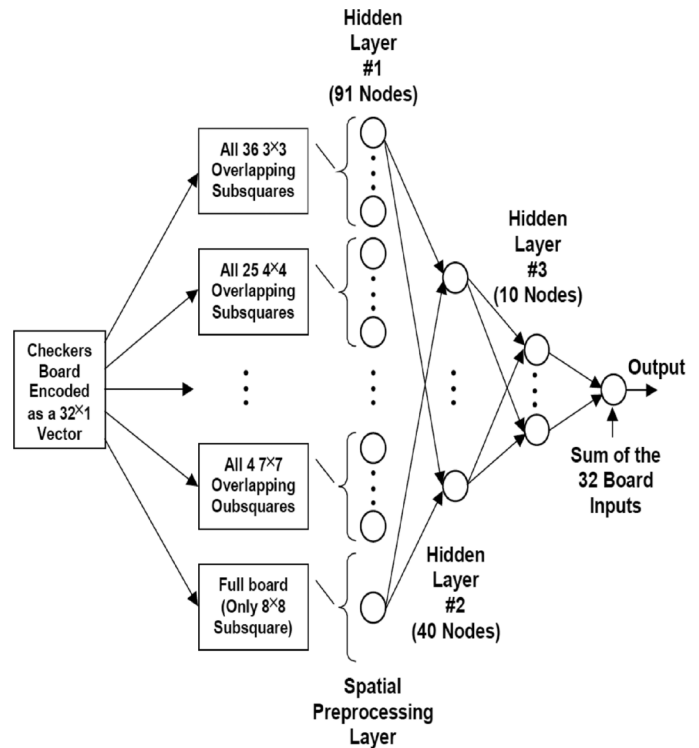 Hidden
Layer
#1
(91 Nodes)
All 36 3×3
Overlapping
Subsquares
Hidden
Layer
#3
(10 Nodes)
All 25 4×4
Overlapping
Subsquares
Checkers
Board
Encoded
as a 32×1
Vector
Output
All 4 7×7
Overlapping
Oubsquares
Sum of the
32 Board
Inputs
Full board
(Only 8×8
Subsquare)
Hidden
Layer
#2
(40 Nodes)
Spatial
Preprocessing
Layer